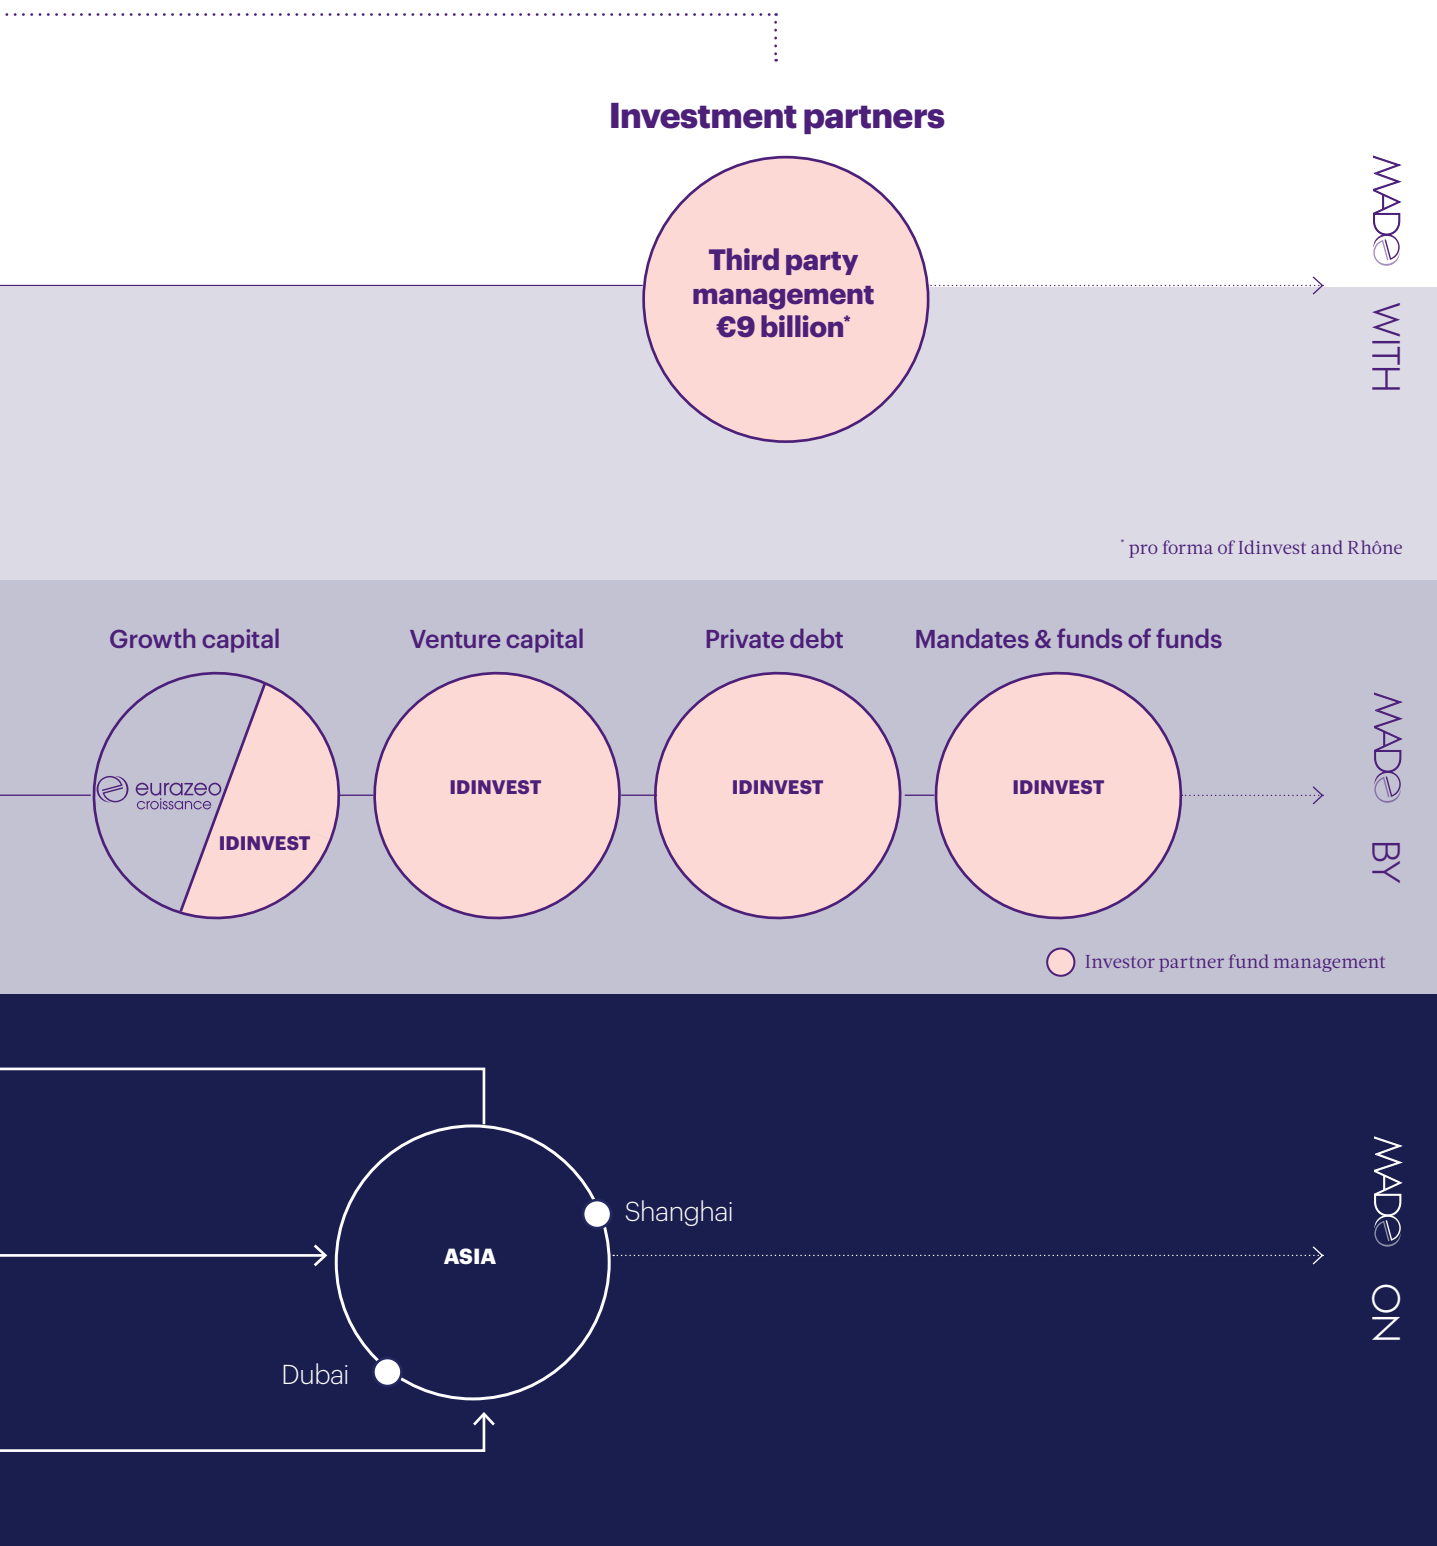 Investment partners
Third party
management
€9 billion*
MADE
WITH
* pro forma of Idinvest and Rhône
Growth capital
Venture capital
Private debt
Mandates & funds of funds
eurazeo
croissance
IDINVEST
IDINVEST
IDINVEST
IDINVEST
MADE
BY
Investor partner fund management
ASIA
Shanghai
Dubai
MADE
ON